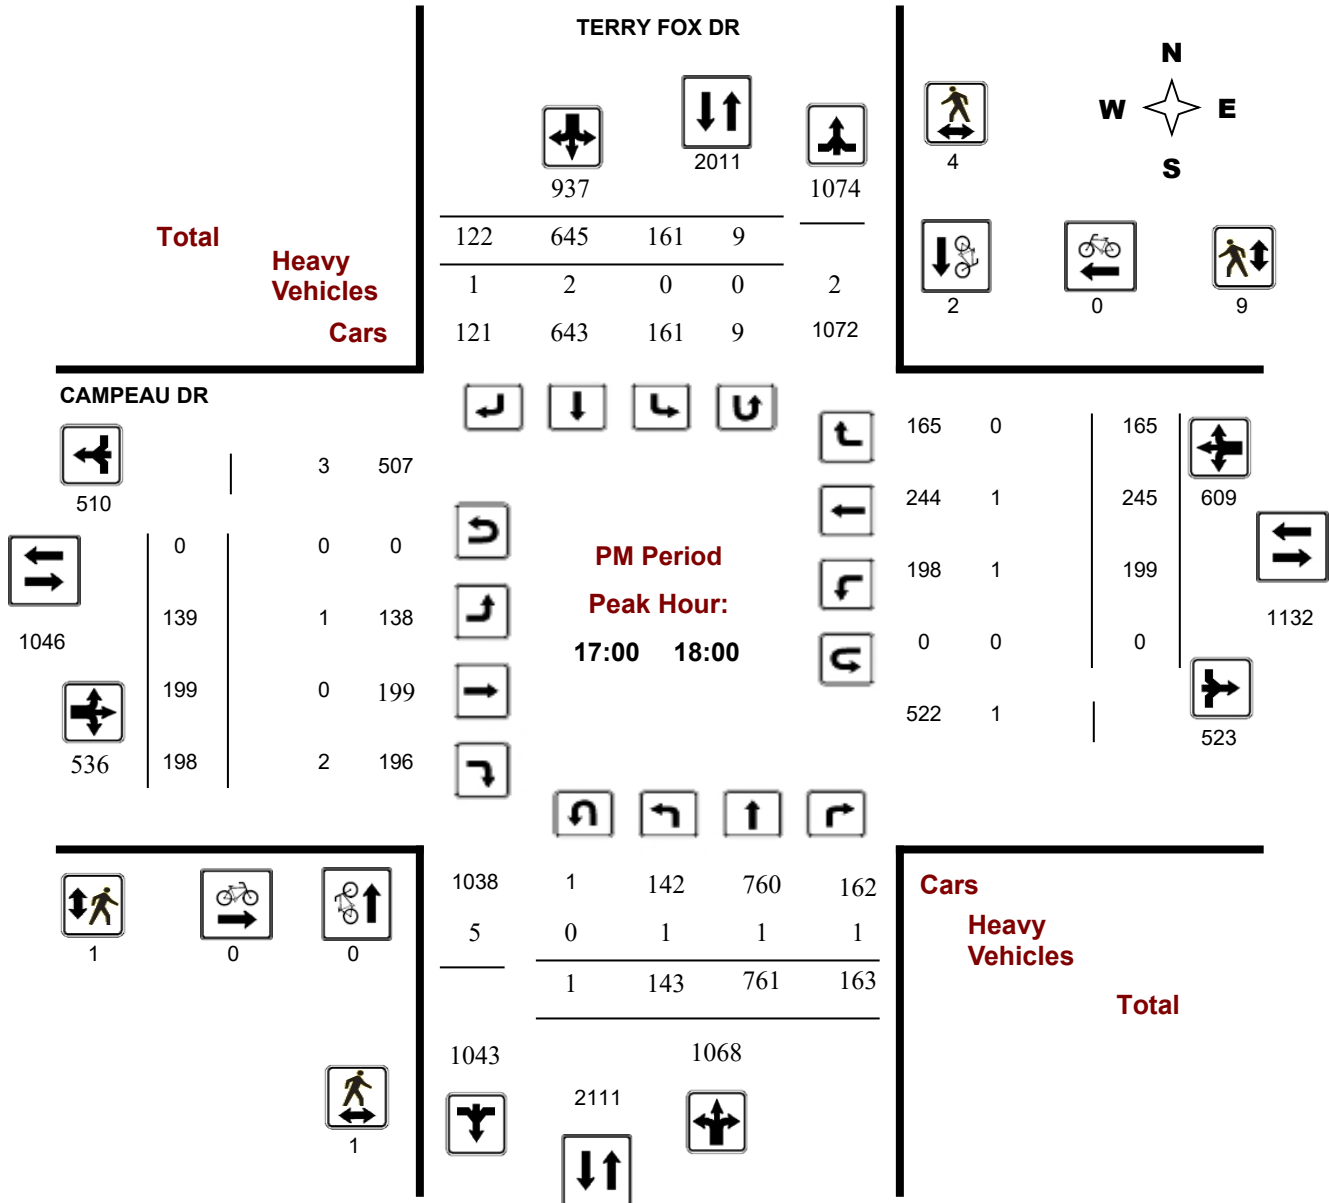 TERRY FOX DR
N
W E
S
4
2011
937 1074
Total 122 645 161 9
Heavy
Vehicles 1 2 0 0 2
Cars 121 643 161 9 1072
2 0 9
CAMPEAU DR
510
3 507
165 0 165
609
244 1 245
0 0 0
PM Period
198 1 199
Peak Hour:
139 1 138
1046
1132
17:00 18:00
0 0 0
199 0 199
522 1
523
536
198 2 196
1038 1 142 760 162
Cars
5 0 1 1 1
Heavy
Vehicles
1 0 0
1 143 761 163
Total
1043 1068
2111
1